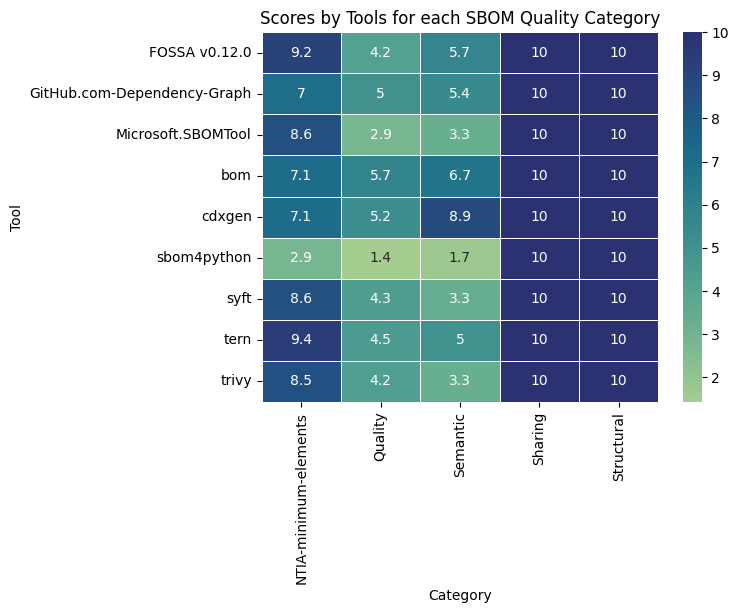 Scores by Tools for each SBOM Quality Category
Tool
FOSSA v0.12.0 9.2 4.2 5.7 10 10
GitHub.com-Dependency-Graph 7 5 5.4 10 10
Microsoft.SBOMTool 8.6 2.9 3.3 10 10
bom 7.1 5.7 6.7 10 10
cdxgen 7.1 5.2 8.9 10 10
sbom4python 2.9 1.4 1.7 10 10
syft 8.6 4.3 3.3 10 10
tern 9.4 4.5 5 10 10
trivy 8.5 4.2 3.3 10 10
NTIA-minimum-elements
Quality
Semantic
Sharing
Structural
Category
10
9
8
7
6
5
4
3
2